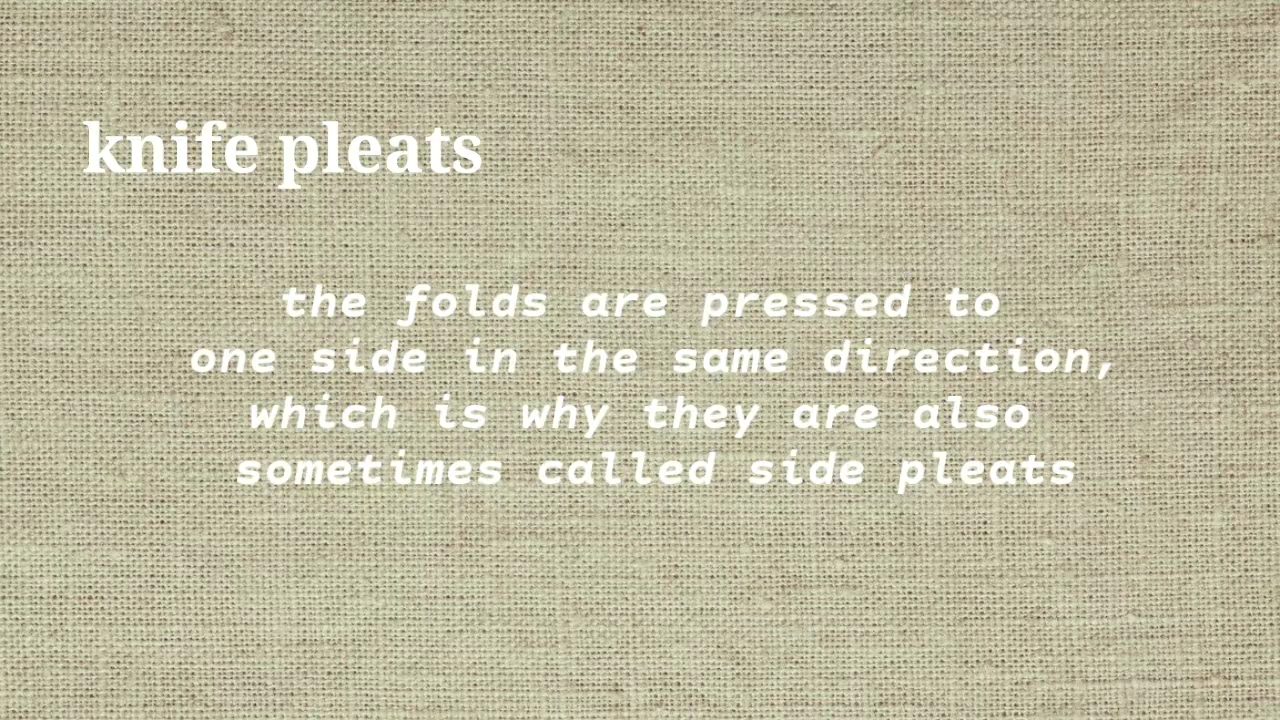 knife pleats
the folds are pressed to
one side in the same direction,
which is why they are also
sometimes called side pleats